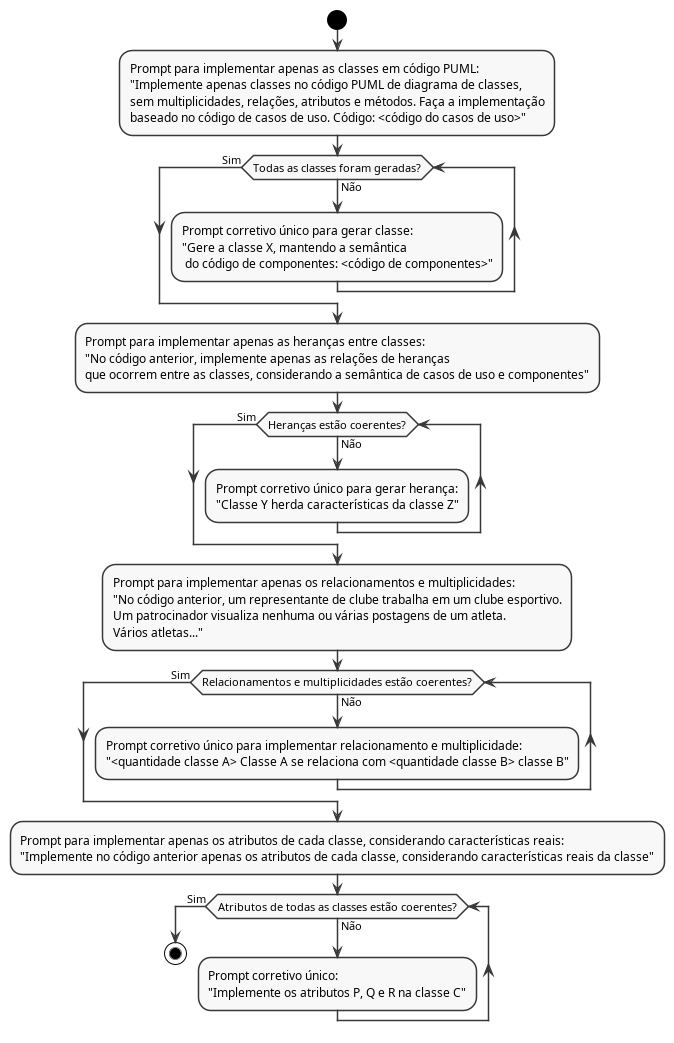 Prompt para implementar apenas as classes em código PUML:
"Implemente apenas classes no código PUML de diagrama de classes,
sem multiplicidades, relações, atributos e métodos. Faça a implementação
baseado no código de casos de uso. Código: <código do casos de uso>"
Sim
Todas as classes foram geradas?
Não
Prompt corretivo único para gerar classe:
"Gere a classe X, mantendo a semântica
do código de componentes: <código de componentes>"
Prompt para implementar apenas as heranças entre classes:
"No código anterior, implemente apenas as relações de heranças
que ocorrem entre as classes, considerando a semântica de casos de uso e componentes"
Sim
Heranças estão coerentes?
Não
Prompt corretivo único para gerar herança:
"Classe Y herda características da classe Z"
Prompt para implementar apenas os relacionamentos e multiplicidades:
"No código anterior, um representante de clube trabalha em um clube esportivo.
Um patrocinador visualiza nenhuma ou várias postagens de um atleta.
Vários atletas..."
Sim
Relacionamentos e multiplicidades estão coerentes?
Não
Prompt corretivo único para implementar relacionamento e multiplicidade:
"<quantidade classe A> Classe A se relaciona com <quantidade classe B> classe B"
Prompt para implementar apenas os atributos de cada classe, considerando características reais:
"Implemente no código anterior apenas os atributos de cada classe, considerando características reais da classe"
Sim
Atributos de todas as classes estão coerentes?
Não
Prompt corretivo único:
"Implemente os atributos P, Q e R na classe C"